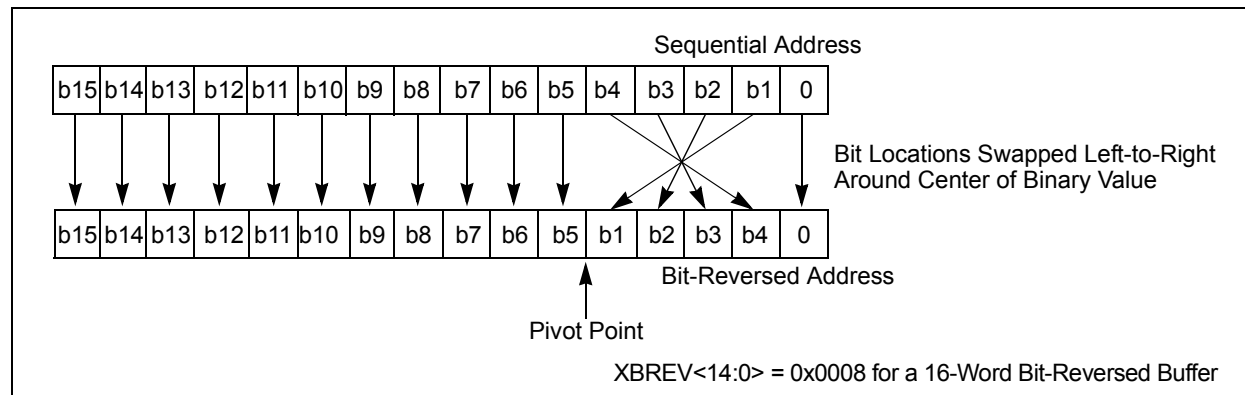 Sequential Address
b15 b14 b13 b12 b11 b10 b9 b8 b7 b6 b5 b4 b3 b2 b1 0
Bit Locations Swapped Left-to-Right
Around Center of Binary Value
b15 b14 b13 b12 b11 b10 b9 b8 b7 b6 b5 b1 b2 b3 b4 0
Bit-Reversed Address
Pivot Point
XBREV<14:0> = 0x0008 for a 16-Word Bit-Reversed Buffer